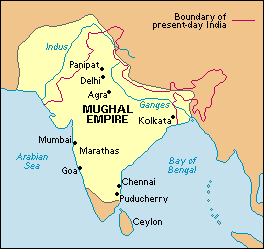 Boundary of
present-day India
Indus
Panipat
Delhi
Agra
MUGHAL
EMPIRE
Ganges
Kolkata
Mumbai
Marathas
Arabian
Sea
Goa
Bay of
Bengal
Chennai
Puducherry
Ceylon